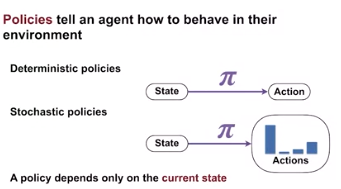 Policies tell an agent how to behave in their
environment
Deterministic policies
State π Action
Stochastic policies
State π
Actions
A policy depends only on the current state